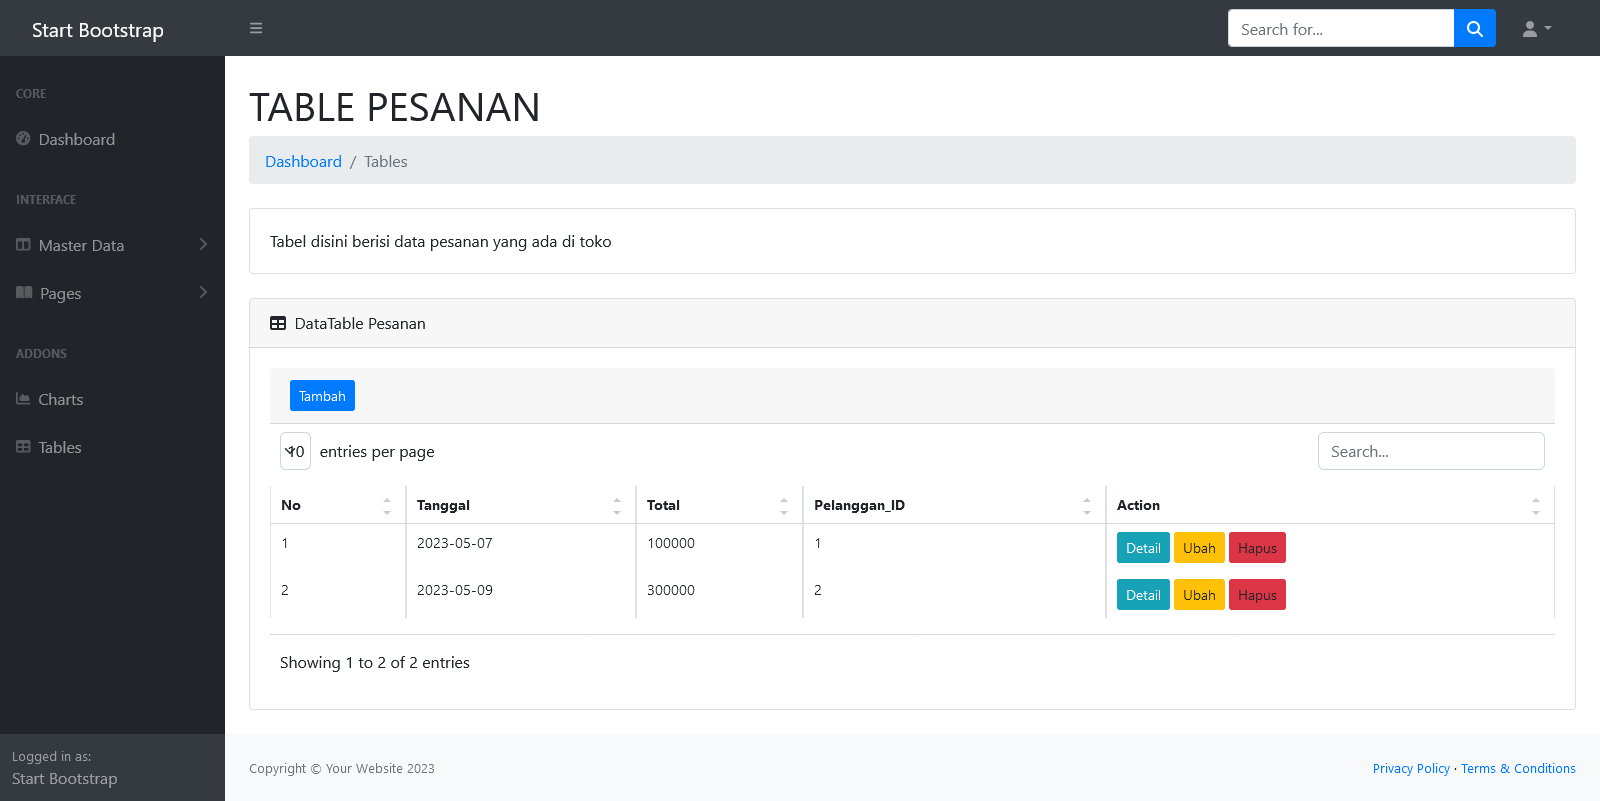 Start Bootstrap
Search for...
CORE
Dashboard
INTERFACE
Master Data
Pages
ADDONS
Charts
Tables
Logged in as:
Start Bootstrap
TABLE PESANAN
Dashboard / Tables
Tabel disini berisi data pesanan yang ada di toko
DataTable Pesanan
Tambah
10 entries per page
Search...
No Tanggal Total Pelanggan_ID Action
1 2023-05-07 100000 1 Detail Ubah Hapus
2 2023-05-09 300000 2 Detail Ubah Hapus
Showing 1 to 2 of 2 entries
Copyright © Your Website 2023
Privacy Policy · Terms & Conditions